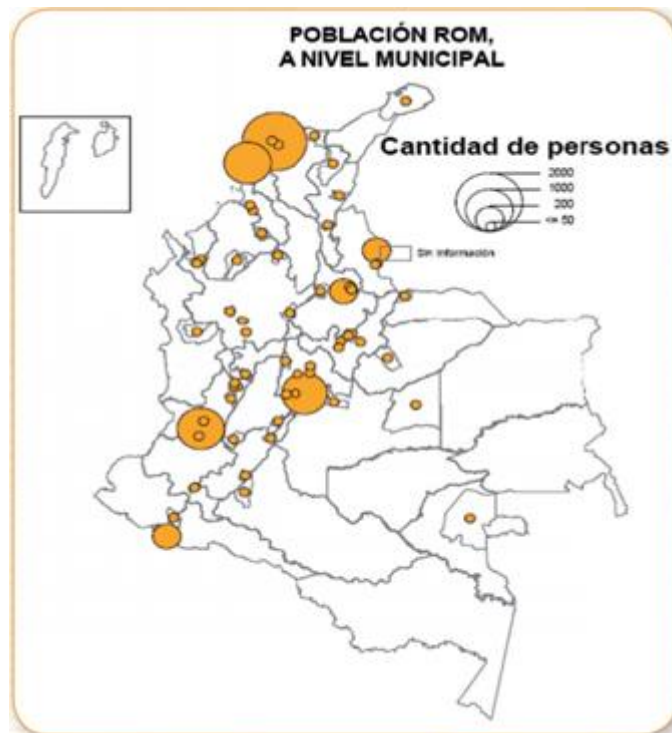 POBLACIÓN ROM,
A NIVEL MUNICIPAL
Cantidad de personas
2000
1000
200
<= 50
Sin información